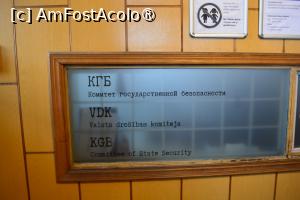 [c] AmFostAcolo®
КГБ
Комитет государственной безопасности
VDK
Valsts drošības komiteja
KGB
Committee of State Security